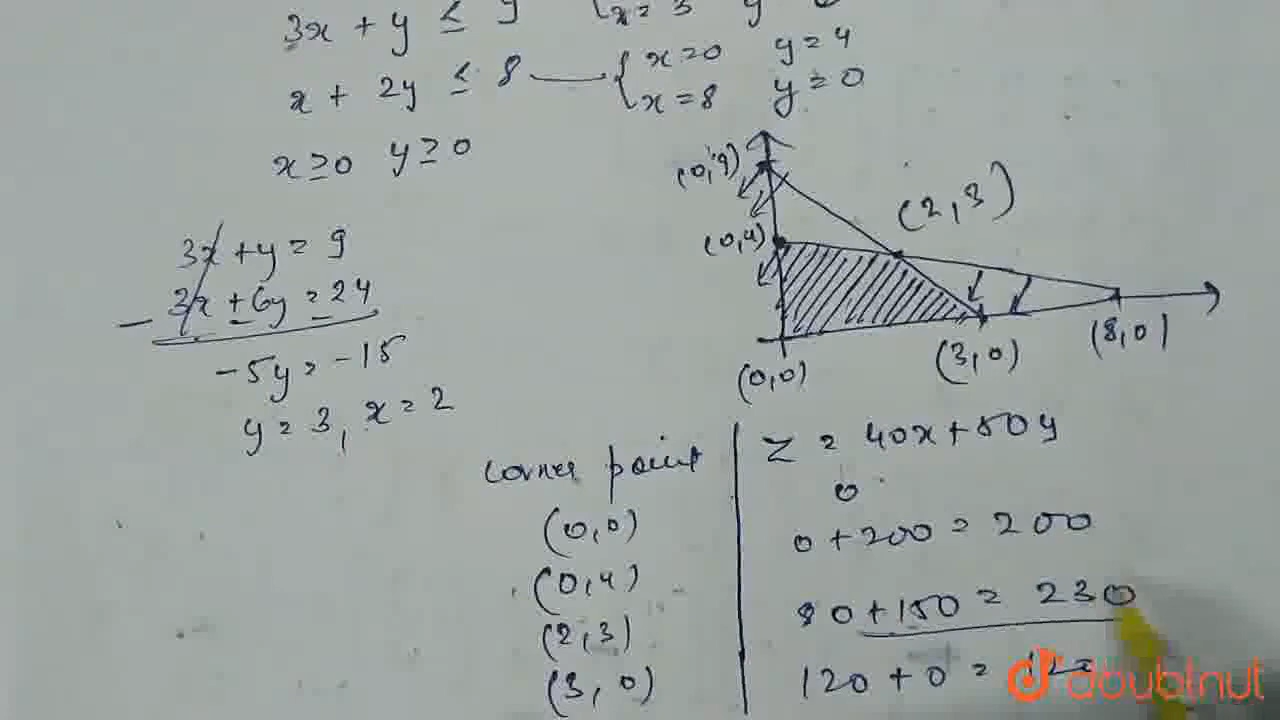 3x + y ≤ 9 { x = 3 y
x + 2y ≤ 8 — { x = 0 y = 4
x = 8 y = 0
x ≥ 0 y ≥ 0
3x + y = 9
3x + 6y = 24
-5y = -15
y = 3, x = 2
(0,9)
(0,4)
(2,3)
(0,0)
(3,0)
(8,0)
corner point
(0,0)
(0,4)
(2,3)
(3,0)
Z = 40x + 50y
0
0 + 200 = 200
80 + 150 = 230
120 + 0 = 120
doubtnut